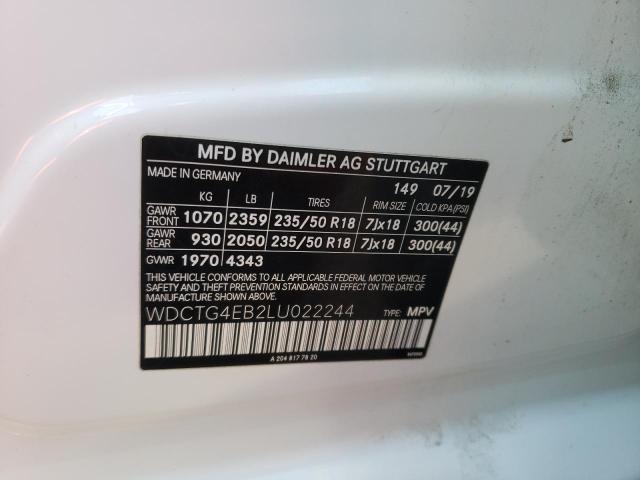 MFD BY DAIMLER AG STUTTGART
MADE IN GERMANY 149 07/19
KG LB TIRES RIM SIZE COLD KPA(PSI)
GAWR FRONT 1070 2359 235/50 R18 7Jx18 300(44)
GAWR REAR 930 2050 235/50 R18 7Jx18 300(44)
GVWR 1970 4343
THIS VEHICLE CONFORMS TO ALL APPLICABLE FEDERAL MOTOR VEHICLE
SAFETY AND THEFT PREVENTION STANDARDS IN EFFECT ON THE DATE
OF MANUFACTURE SHOWN ABOVE.
WDCTG4EB2LU022244 TYPE: MPV
A 204 817 78 20